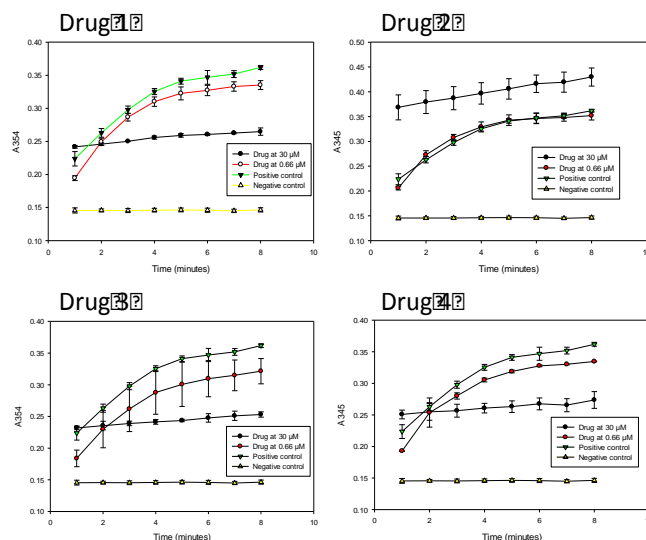 Drug 1
0.40
0.35
0.30
0.25
0.20
0.15
0.10
A354
0 2 4 6 8 10
Time (minutes)
Drug at 30 µM
Drug at 0.66 µM
Positive control
Negative control
Drug 2
0.45
0.40
0.35
0.30
0.25
0.20
0.15
0.10
A345
0 2 4 6 8 10
Time (minutes)
Drug at 30 µM
Drug at 0.66 µM
Positive control
Negative control
Drug 3
0.40
0.35
0.30
0.25
0.20
0.15
0.10
A354
0 2 4 6 8 10
Time (minutes)
Drug at 30 µM
Drug at 0.66 µM
Positive control
Negative control
Drug 4
0.40
0.35
0.30
0.25
0.20
0.15
0.10
A345
0 2 4 6 8 10
Time (minutes)
Drug at 30 µM
Drug at 0.66 µM
Positive control
Negative control